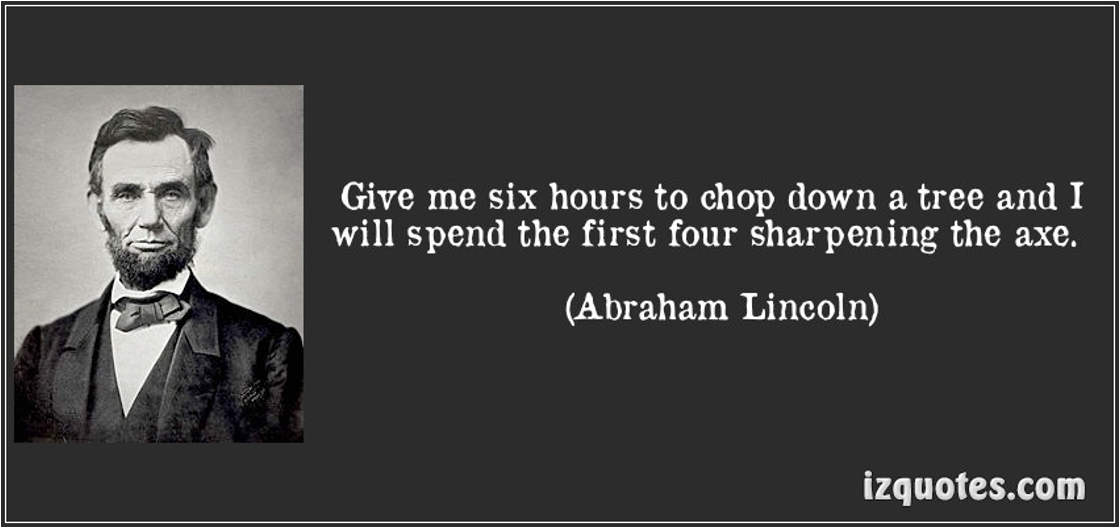 Give me six hours to chop down a tree and I
will spend the first four sharpening the axe.
(Abraham Lincoln)
izquotes.com